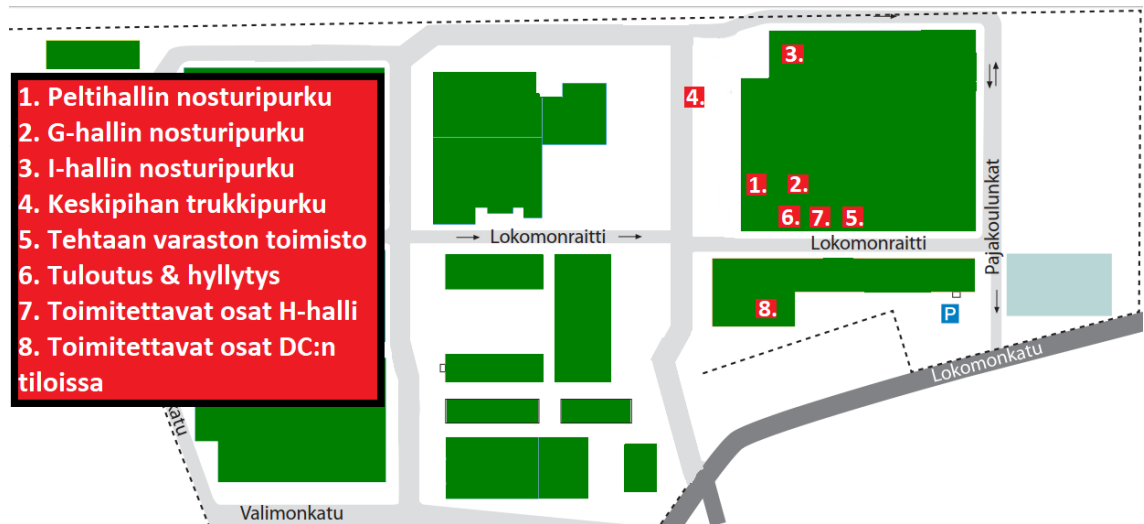 1. Peltihallin nosturipurku
2. G-hallin nosturipurku
3. I-hallin nosturipurku
4. Keskipihan trukkipurku
5. Tehtaan varaston toimisto
6. Tuloutus & hyllytys
7. Toimitettavat osat H-halli
8. Toimitettavat osat DC:n
tiloissa
3.
4.
1.
2.
6.
7.
5.
8.
P
Lokomonraitti
Lokomonraitti
Pajakoulunkat
Lokomonkatu
Valimonkatu